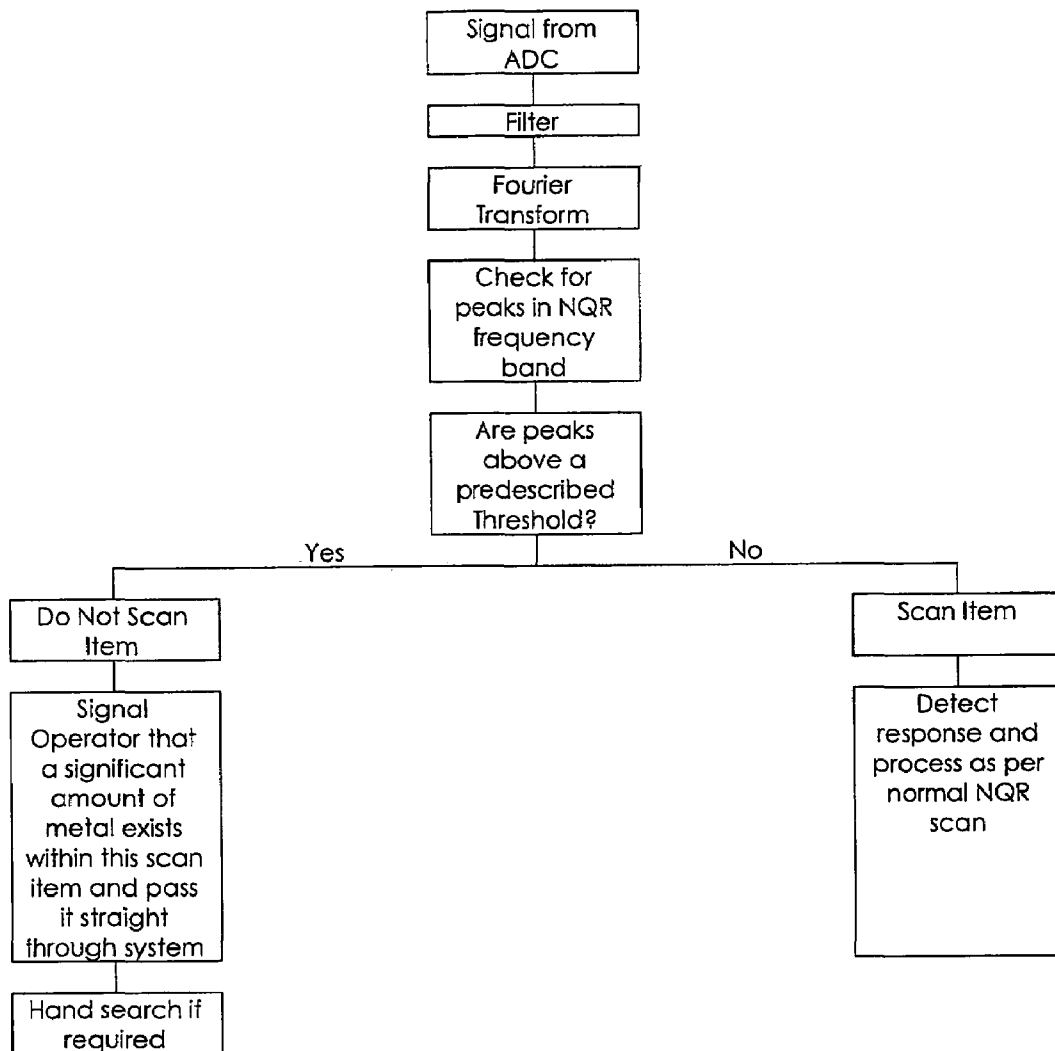 Signal from
ADC
Filter
Fourier
Transform
Check for
peaks in NQR
frequency
band
Are peaks
above a
predescribed
Threshold?
Yes
No
Do Not Scan
Item
Signal
Operator that
a significant
amount of
metal exists
within this scan
item and pass
it straight
through system
Hand search if
required
Scan Item
Detect
response and
process as per
normal NQR
scan